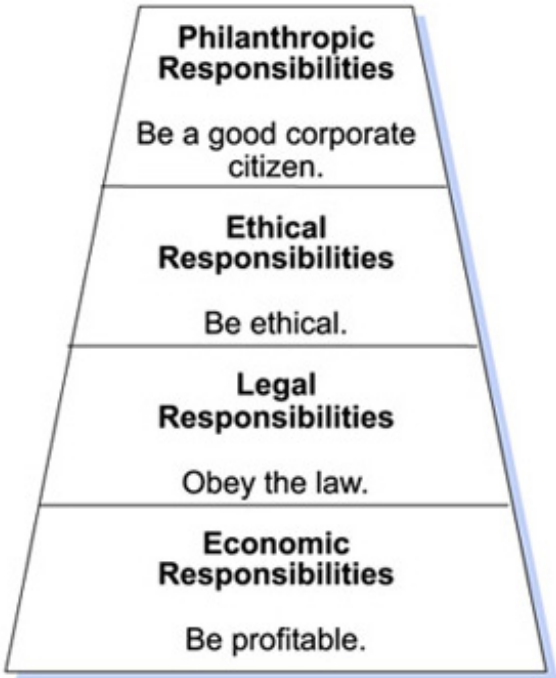 Philanthropic
Responsibilities
Be a good corporate
citizen.
Ethical
Responsibilities
Be ethical.
Legal
Responsibilities
Obey the law.
Economic
Responsibilities
Be profitable.